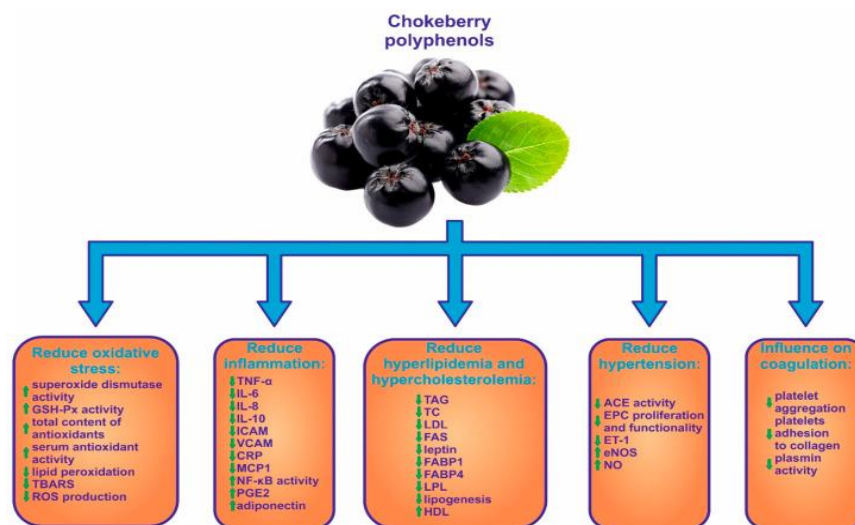 Chokeberry
polyphenols
Reduce oxidative
stress:
superoxide dismutase
activity
GSH-Px activity
total content of
antioxidants
serum antioxidant
activity
lipid peroxidation
TBARS
ROS production
Reduce
inflammation:
TNF-α
IL-6
IL-8
IL-10
ICAM
VCAM
CRP
MCP1
NF-κB activity
PGE2
adiponectin
Reduce
hyperlipidemia and
hypercholesterolemia:
TAG
TC
LDL
FAS
leptin
FABP1
FABP4
LPL
lipogenesis
HDL
Reduce
hypertension:
ACE activity
EPC proliferation
and functionality
ET-1
eNOS
NO
Influence on
coagulation:
platelet
aggregation
platelets
adhesion
to collagen
plasmin
activity